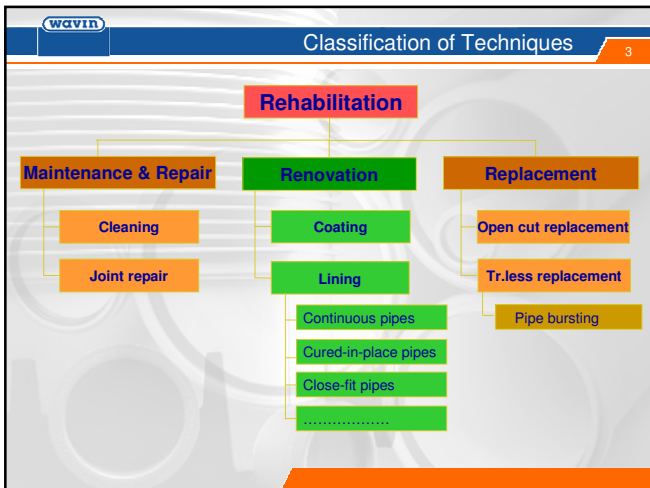 wavin
Classification of Techniques
3
Rehabilitation
Maintenance & Repair
Renovation
Replacement
Cleaning
Coating
Open cut replacement
Joint repair
Lining
Tr.less replacement
Continuous pipes
Pipe bursting
Cured-in-place pipes
Close-fit pipes
………………